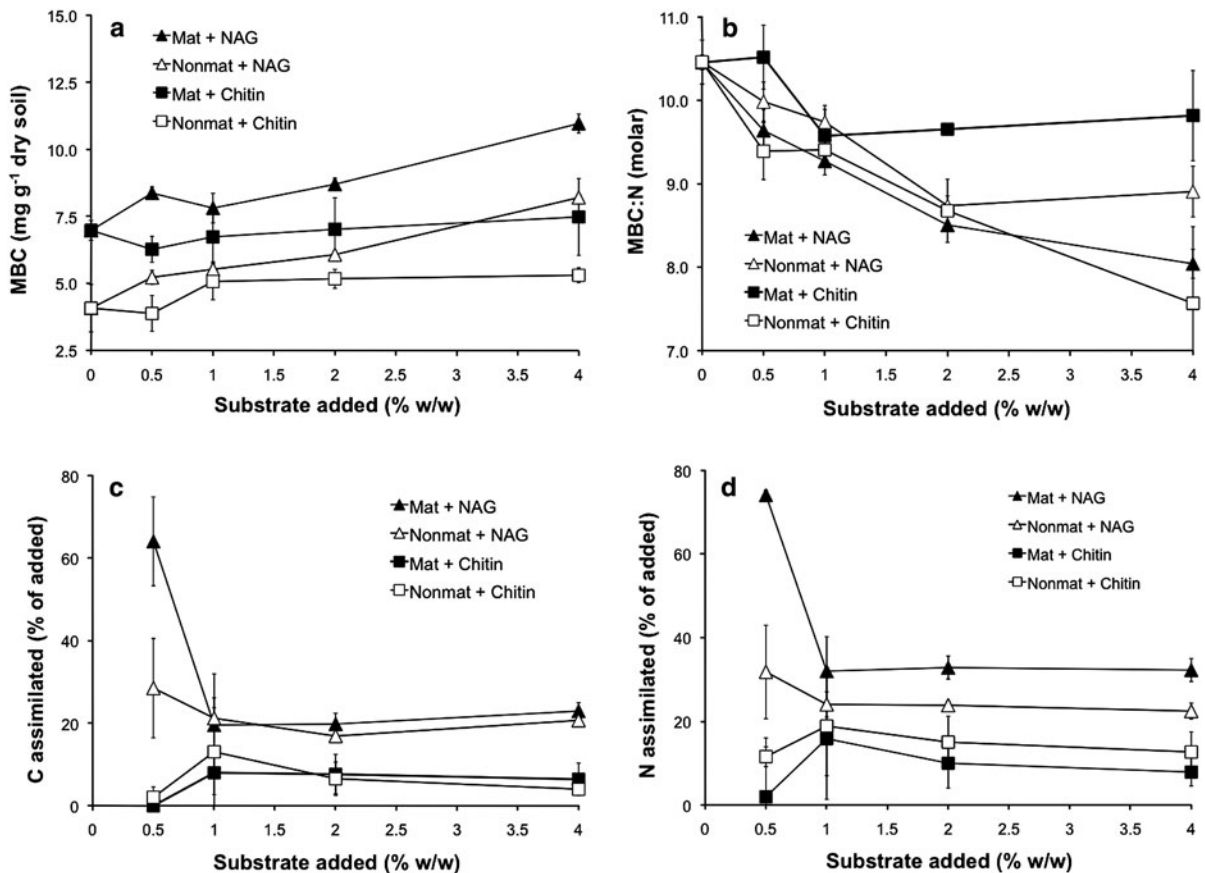 a
Mat + NAG
Nonmat + NAG
Mat + Chitin
Nonmat + Chitin
MBC (mg g⁻¹ dry soil)
15.0
12.5
10.0
7.5
5.0
2.5
0 0.5 1 1.5 2 2.5 3 3.5 4
Substrate added (% w/w)
b
MBC:N (molar)
11.0
10.0
9.0
8.0
7.0
Mat + NAG
Nonmat + NAG
Mat + Chitin
Nonmat + Chitin
0 0.5 1 1.5 2 2.5 3 3.5 4
Substrate added (% w/w)
c
Mat + NAG
Nonmat + NAG
Mat + Chitin
Nonmat + Chitin
C assimilated (% of added)
80
60
40
20
0
0 0.5 1 1.5 2 2.5 3 3.5 4
Substrate added (% w/w)
d
Mat + NAG
Nonmat + NAG
Mat + Chitin
Nonmat + Chitin
N assimilated (% of added)
80
60
40
20
0
0 0.5 1 1.5 2 2.5 3 3.5 4
Substrate added (% w/w)